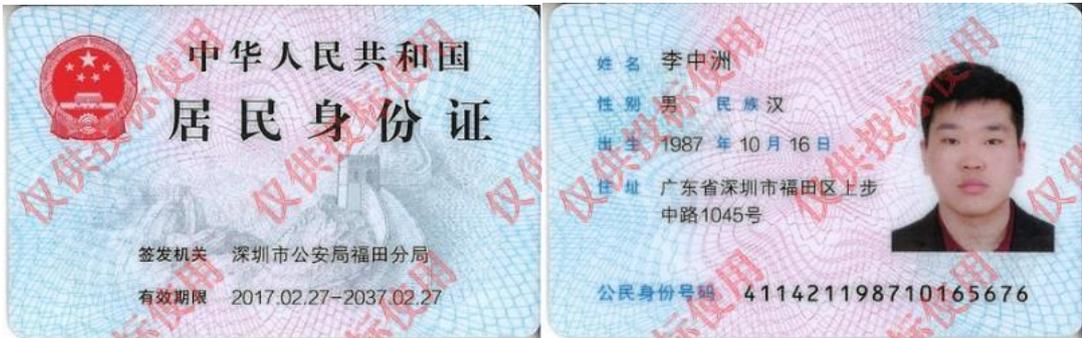 中华人民共和国
居民身份证
签发机关 深圳市公安局福田分局
有效期限 2017.02.27-2037.02.27
姓名 李中洲
性别 男 民族 汉
出生 1987 年 10 月 16 日
住址 广东省深圳市福田区上步
中路1045号
公民身份号码 411421198710165676
仅供投标使用
仅供投标使用
仅供投标使用
仅供投标使用